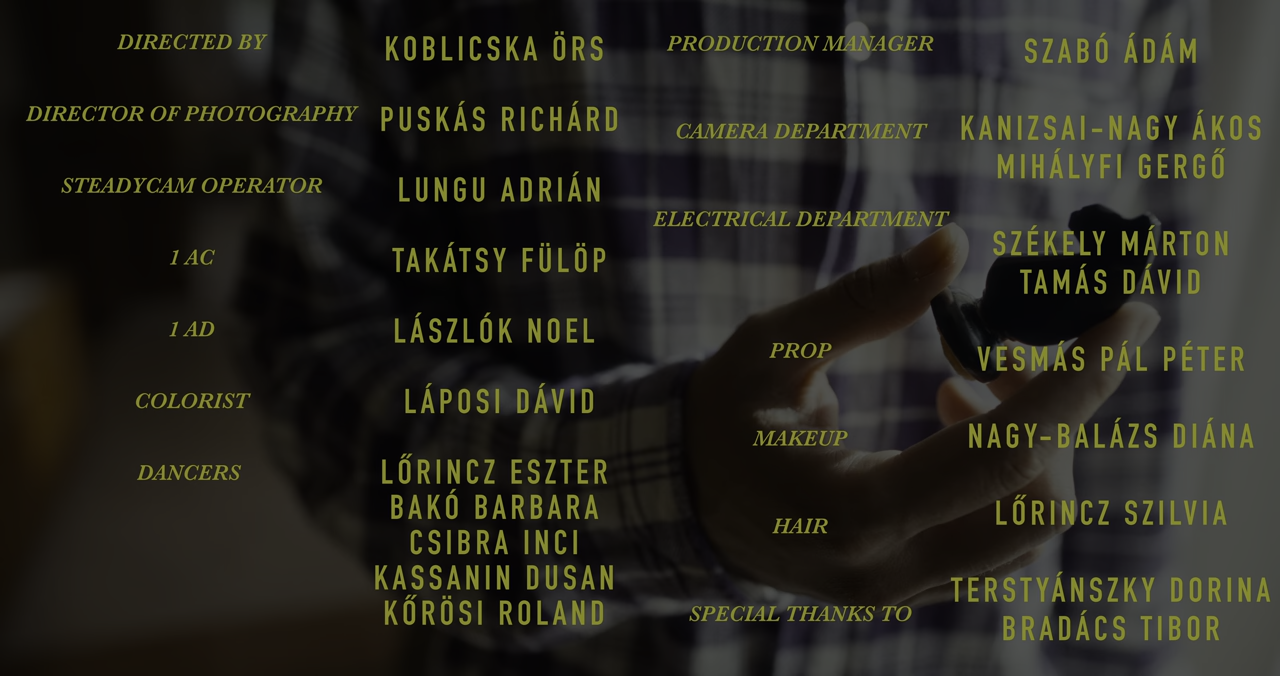 DIRECTED BY
KOBLICSKA ÖRS
DIRECTOR OF PHOTOGRAPHY
PUSKÁS RICHÁRD
STEADYCAM OPERATOR
LUNGU ADRIÁN
1 AC
TAKÁTSY FÜLÖP
1 AD
LÁSZLÓK NOEL
COLORIST
LÁPOSI DÁVID
DANCERS
LŐRINCZ ESZTER
BAKÓ BARBARA
CSIBRA INCI
KASSANIN DUSAN
KŐRÖSI ROLAND
PRODUCTION MANAGER
SZABÓ ÁDÁM
CAMERA DEPARTMENT
KANIZSAI-NAGY ÁKOS
MIHÁLYFI GERGŐ
ELECTRICAL DEPARTMENT
SZÉKELY MÁRTON
TAMÁS DÁVID
PROP
VESMÁS PÁL PÉTER
MAKEUP
NAGY-BALÁZS DIÁNA
HAIR
LŐRINCZ SZILVIA
SPECIAL THANKS TO
TERSTYÁNSZKY DORINA
BRADÁCS TIBOR